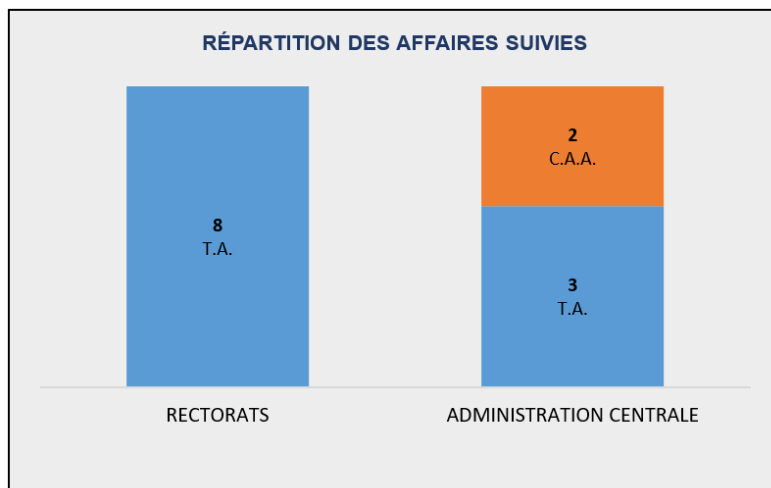 RÉPARTITION DES AFFAIRES SUIVIES
8
T.A.
2
C.A.A.
3
T.A.
RECTORATS
ADMINISTRATION CENTRALE